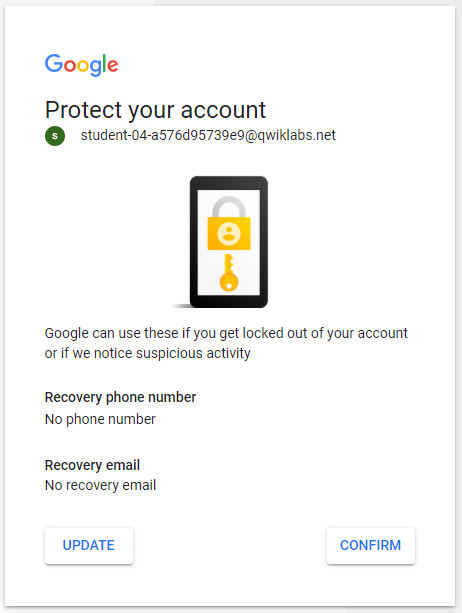 Google
Protect your account
s
student-04-a576d95739e9@qwiklabs.net
Google can use these if you get locked out of your account
or if we notice suspicious activity
Recovery phone number
No phone number
Recovery email
No recovery email
UPDATE
CONFIRM